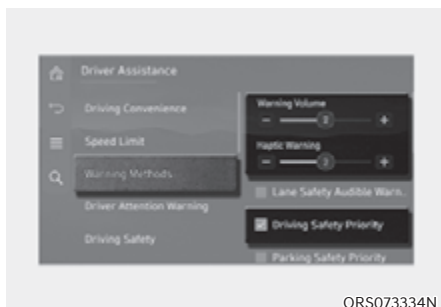 Driver Assistance
Driving Convenience
Speed Limit
Warning Methods
Driver Attention Warning
Driving Safety
Warning Volume
Haptic Warning
Lane Safety Audible Warn..
Driving Safety Priority
Parking Safety Priority
ORS073334N